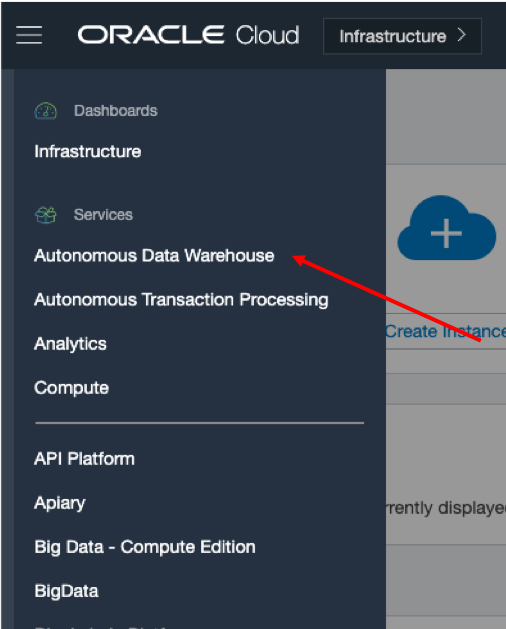 ORACLE Cloud
Infrastructure >
Dashboards
Infrastructure
Services
Autonomous Data Warehouse
Autonomous Transaction Processing
Create Instance
Analytics
Compute
API Platform
Apiary
rrently displaye
Big Data - Compute Edition
BigData